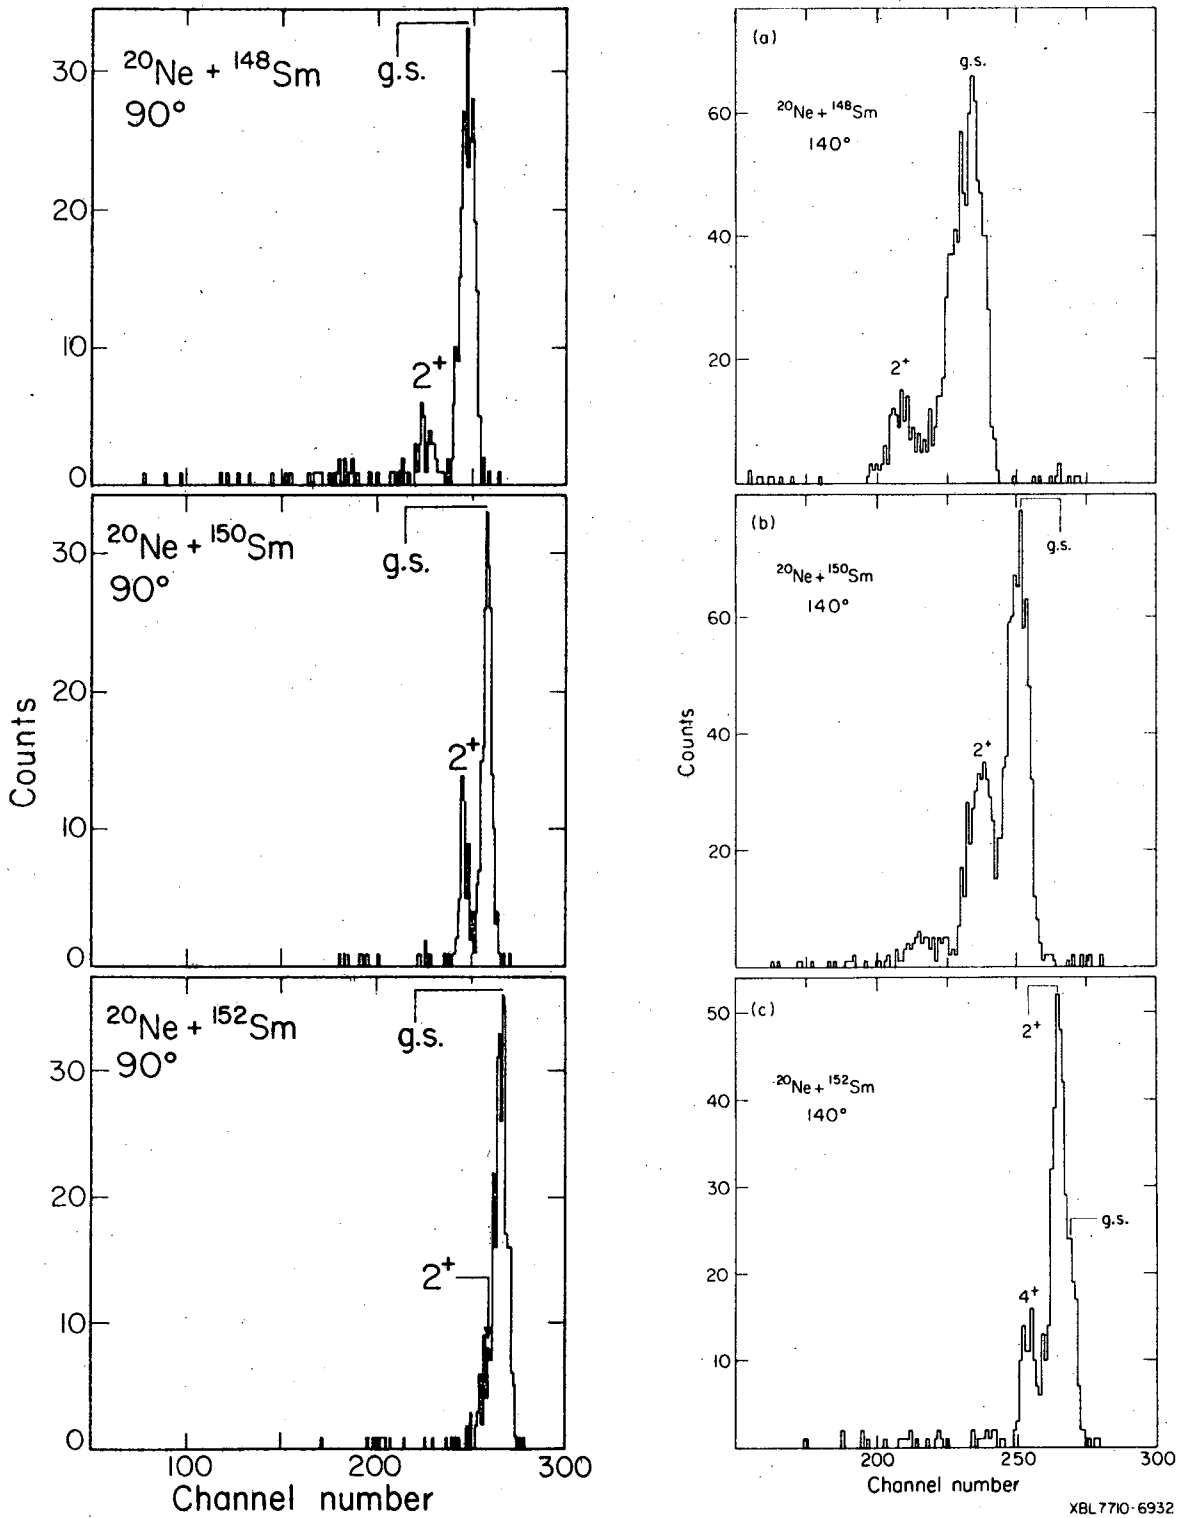 30
20
10
0
²⁰Ne + ¹⁴⁸Sm
90°
g.s.
2⁺
30
20
10
0
²⁰Ne + ¹⁵⁰Sm
90°
g.s.
2⁺
Counts
30
20
10
0
²⁰Ne + ¹⁵²Sm
90°
g.s.
2⁺
100
200
300
Channel number
(a)
g.s.
²⁰Ne + ¹⁴⁸Sm
140°
2⁺
60
40
20
(b)
g.s.
²⁰Ne + ¹⁵⁰Sm
140°
2⁺
60
40
20
Counts
(c)
2⁺
²⁰Ne + ¹⁵²Sm
140°
g.s.
4⁺
50
40
30
20
10
200
250
300
Channel number
XBL 7710-6932